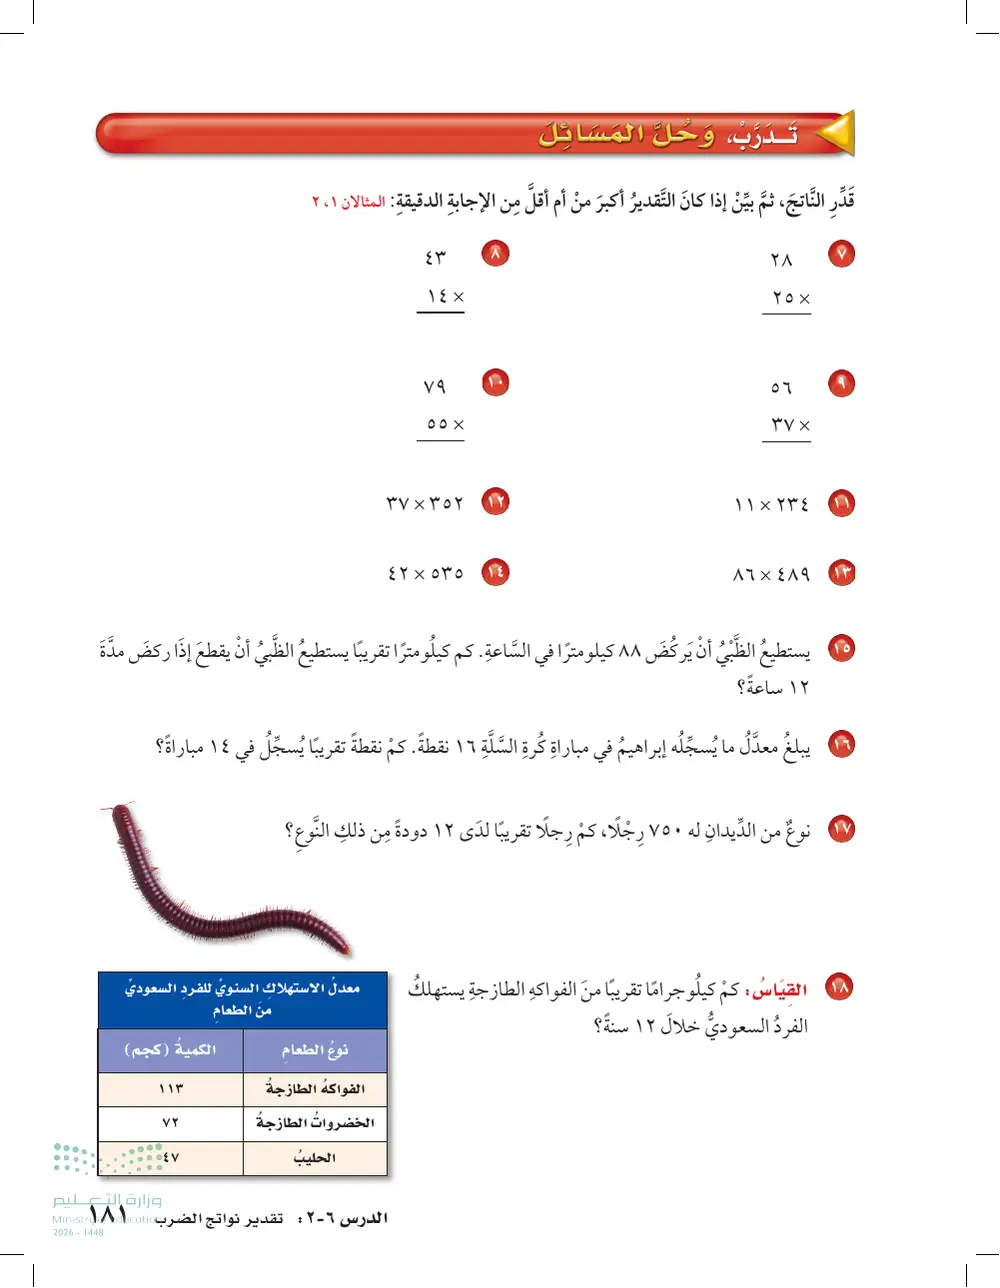 تَـدَرَّبْ، وَحُلَّ المَسَائِلَ
قَدِّرِ النَّاتجَ، ثمَّ بيِّنْ إذا كانَ التَّقديرُ أكبرَ منْ أم أقلَّ مِن الإجابةِ الدقيقةِ: المثالان ١، ٢
٧ ٢٨ × ٢٥
٨ ٤٣ × ١٤
٩ ٥٦ × ٣٧
١٠ ٧٩ × ٥٥
١١ ٢٣٤ × ١١
١٢ ٣٥٢ × ٣٧
١٣ ٤٨٩ × ٨٦
١٤ ٥٣٥ × ٤٢
١٥ يستطيعُ الظَّبْيُ أنْ يَركُضَ ٨٨ كيلومترًا في السَّاعةِ. كم كيلُومترًا تقريبًا يستطيعُ الظَّبيُ أنْ يقطعَ إذَا ركضَ مدَّةَ
١٢ ساعةً؟
١٦ يبلغُ معدَّلُ ما يُسجِّلُه إبراهيمُ في مباراةِ كُرةِ السَّلَّةِ ١٦ نقطةً. كمْ نقطةً تقريبًا يُسجِّلُ في ١٤ مباراةً؟
١٧ نوعٌ من الدِّيدانِ له ٧٥٠ رِجْلًا، كمْ رِجلًا تقريبًا لدَى ١٢ دودةً مِن ذلكِ النَّوعِ؟
١٨ القِيَاسُ: كمْ كيلُوجرامًا تقريبًا منَ الفواكهِ الطازجةِ يستهلكُ
الفردُ السعوديُّ خلالَ ١٢ سنةً؟
معدلُ الاستهلاكِ السنويِّ للفردِ السعوديِّ
منَ الطعامِ
نوعُ الطعامِ الكميةُ (كجم)
الفواكهُ الطازجةُ ١١٣
الخضرواتُ الطازجةُ ٧٢
الحليبُ ٤٧
وزارة التعـــليم
Ministry of Education
2026 - 1448
الدرس ٦-٢ : تقدير نواتج الضرب ١٨١